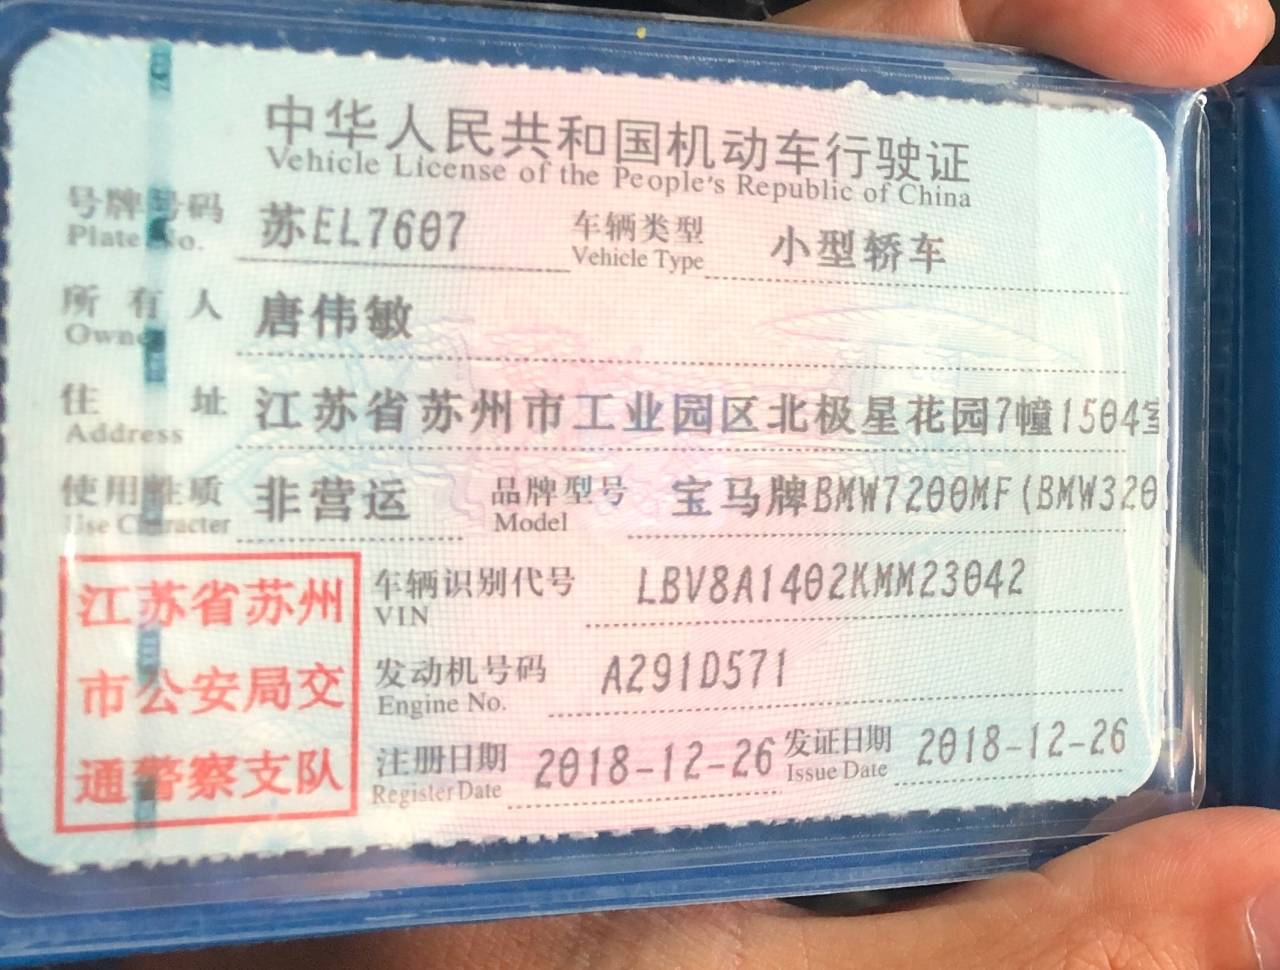 中华人民共和国机动车行驶证
Vehicle License of the People's Republic of China
号牌号码 苏EL7607 车辆类型 小型轿车
Plate No. Vehicle Type
所有人 唐伟敏
Owner
住址 江苏省苏州市工业园区北极星花园7幢1504室
Address
使用性质 非营运 品牌型号 宝马牌BMW7200MF(BMW320
Use Character Model
江苏省苏州
市公安局交
通警察支队
车辆识别代号 LBV8A1402KMM23042
VIN
发动机号码 A291D571
Engine No.
注册日期 2018-12-26 发证日期 2018-12-26
Register Date Issue Date